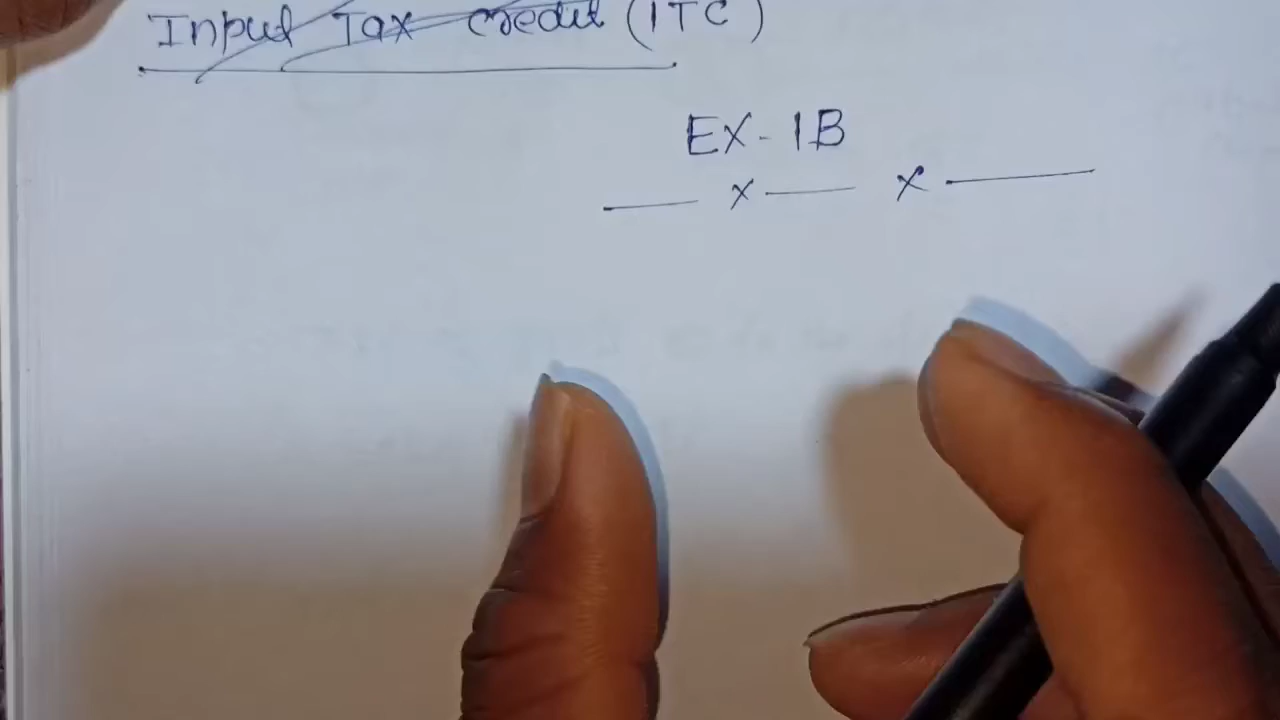 Input Tax Credit (ITC)
EX-1B
— x — x —